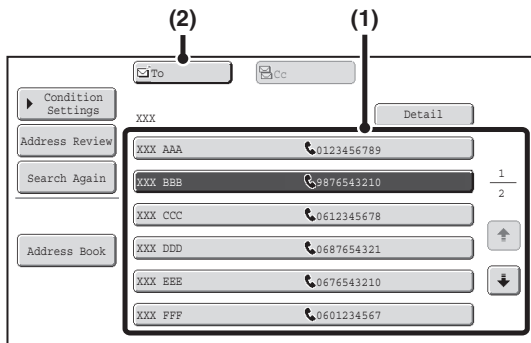 (2) (1)
To Cc
Condition
Settings
XXX Detail
Address Review
XXX AAA 0123456789
Search Again
XXX BBB 9876543210
1
2
XXX CCC 0612345678
Address Book
XXX DDD 0687654321
XXX EEE 0676543210
XXX FFF 0601234567